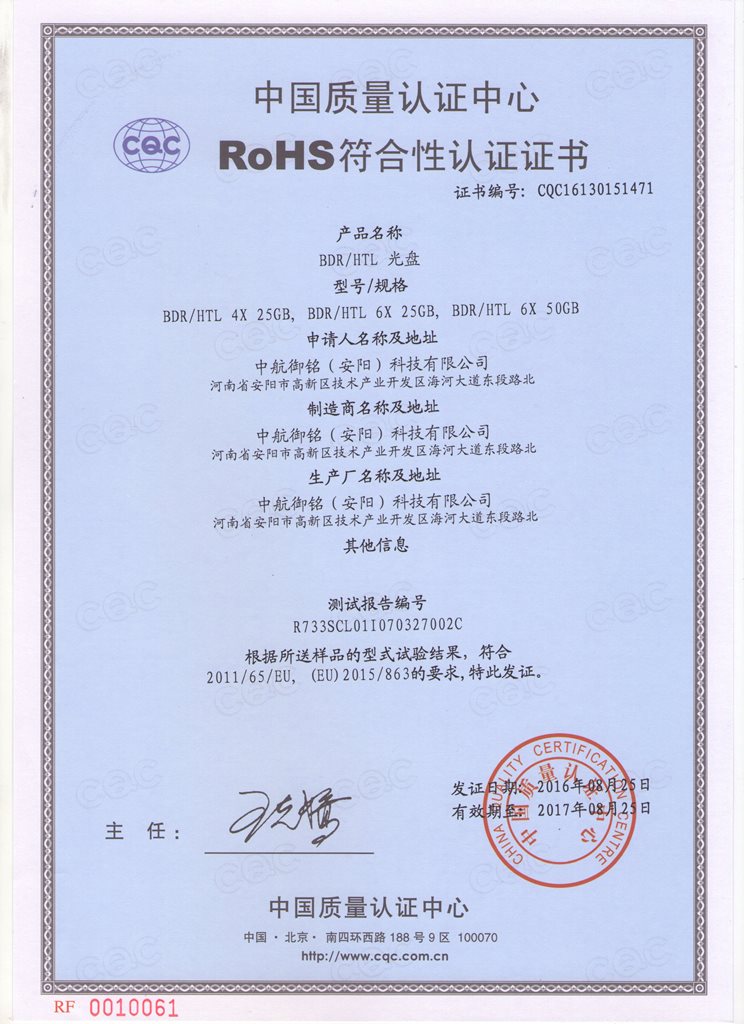 中国质量认证中心
CQC
RoHS符合性认证证书
证书编号: CQC16130151471
产品名称
BDR/HTL 光盘
型号/规格
BDR/HTL 4X 25GB, BDR/HTL 6X 25GB, BDR/HTL 6X 50GB
申请人名称及地址
中航御铭（安阳）科技有限公司
河南省安阳市高新区技术产业开发区海河大道东段路北
制造商名称及地址
中航御铭（安阳）科技有限公司
河南省安阳市高新区技术产业开发区海河大道东段路北
生产厂名称及地址
中航御铭（安阳）科技有限公司
河南省安阳市高新区技术产业开发区海河大道东段路北
其他信息
测试报告编号
R733SCL01I070327002C
根据所送样品的型式试验结果，符合
2011/65/EU, (EU)2015/863的要求,特此发证。
发证日期: 2016年08月25日
有效期至: 2017年08月25日
CHINA QUALITY CERTIFICATION CENTRE
中国质量认证中心
主 任:
中国质量认证中心
中国·北京·南四环西路188号9区 100070
http://www.cqc.com.cn
RF 0010061